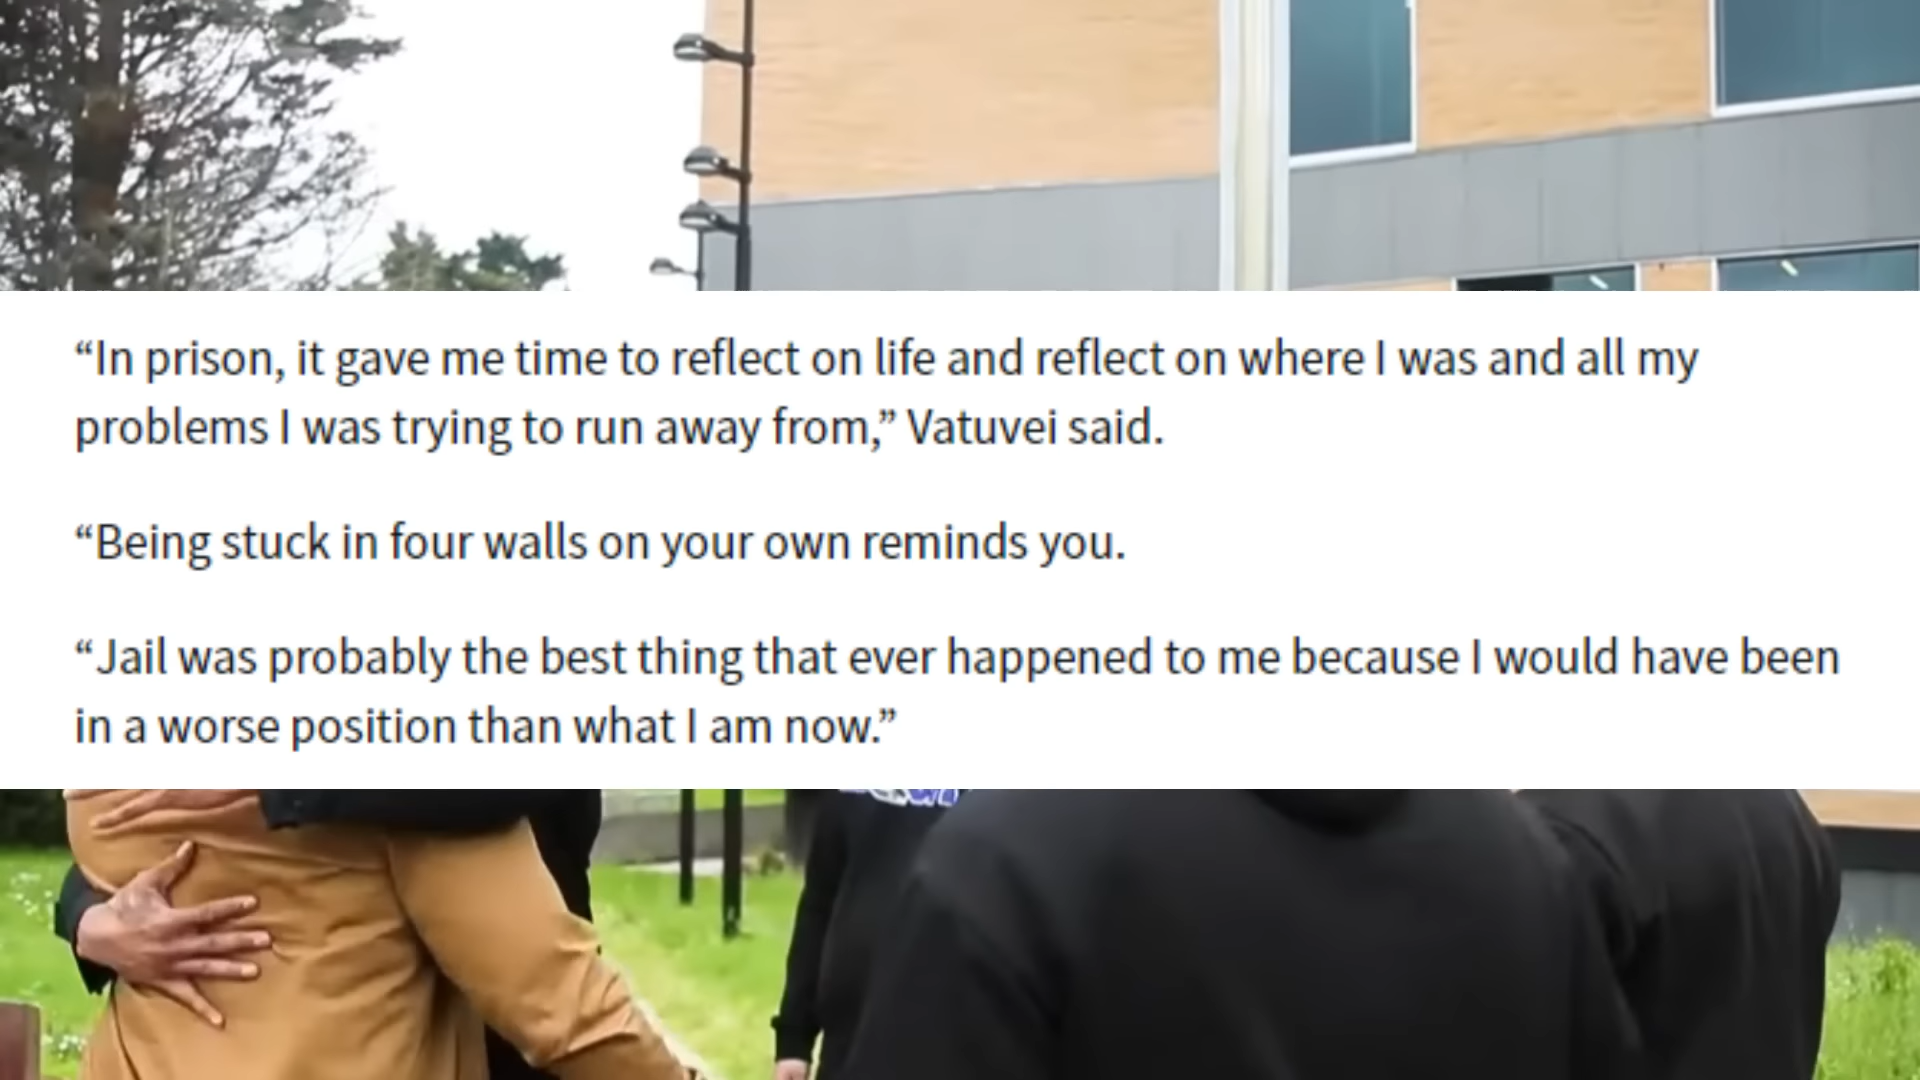 “In prison, it gave me time to reflect on life and reflect on where I was and all my
problems I was trying to run away from,” Vatuvei said.
“Being stuck in four walls on your own reminds you.
“Jail was probably the best thing that ever happened to me because I would have been
in a worse position than what I am now.”